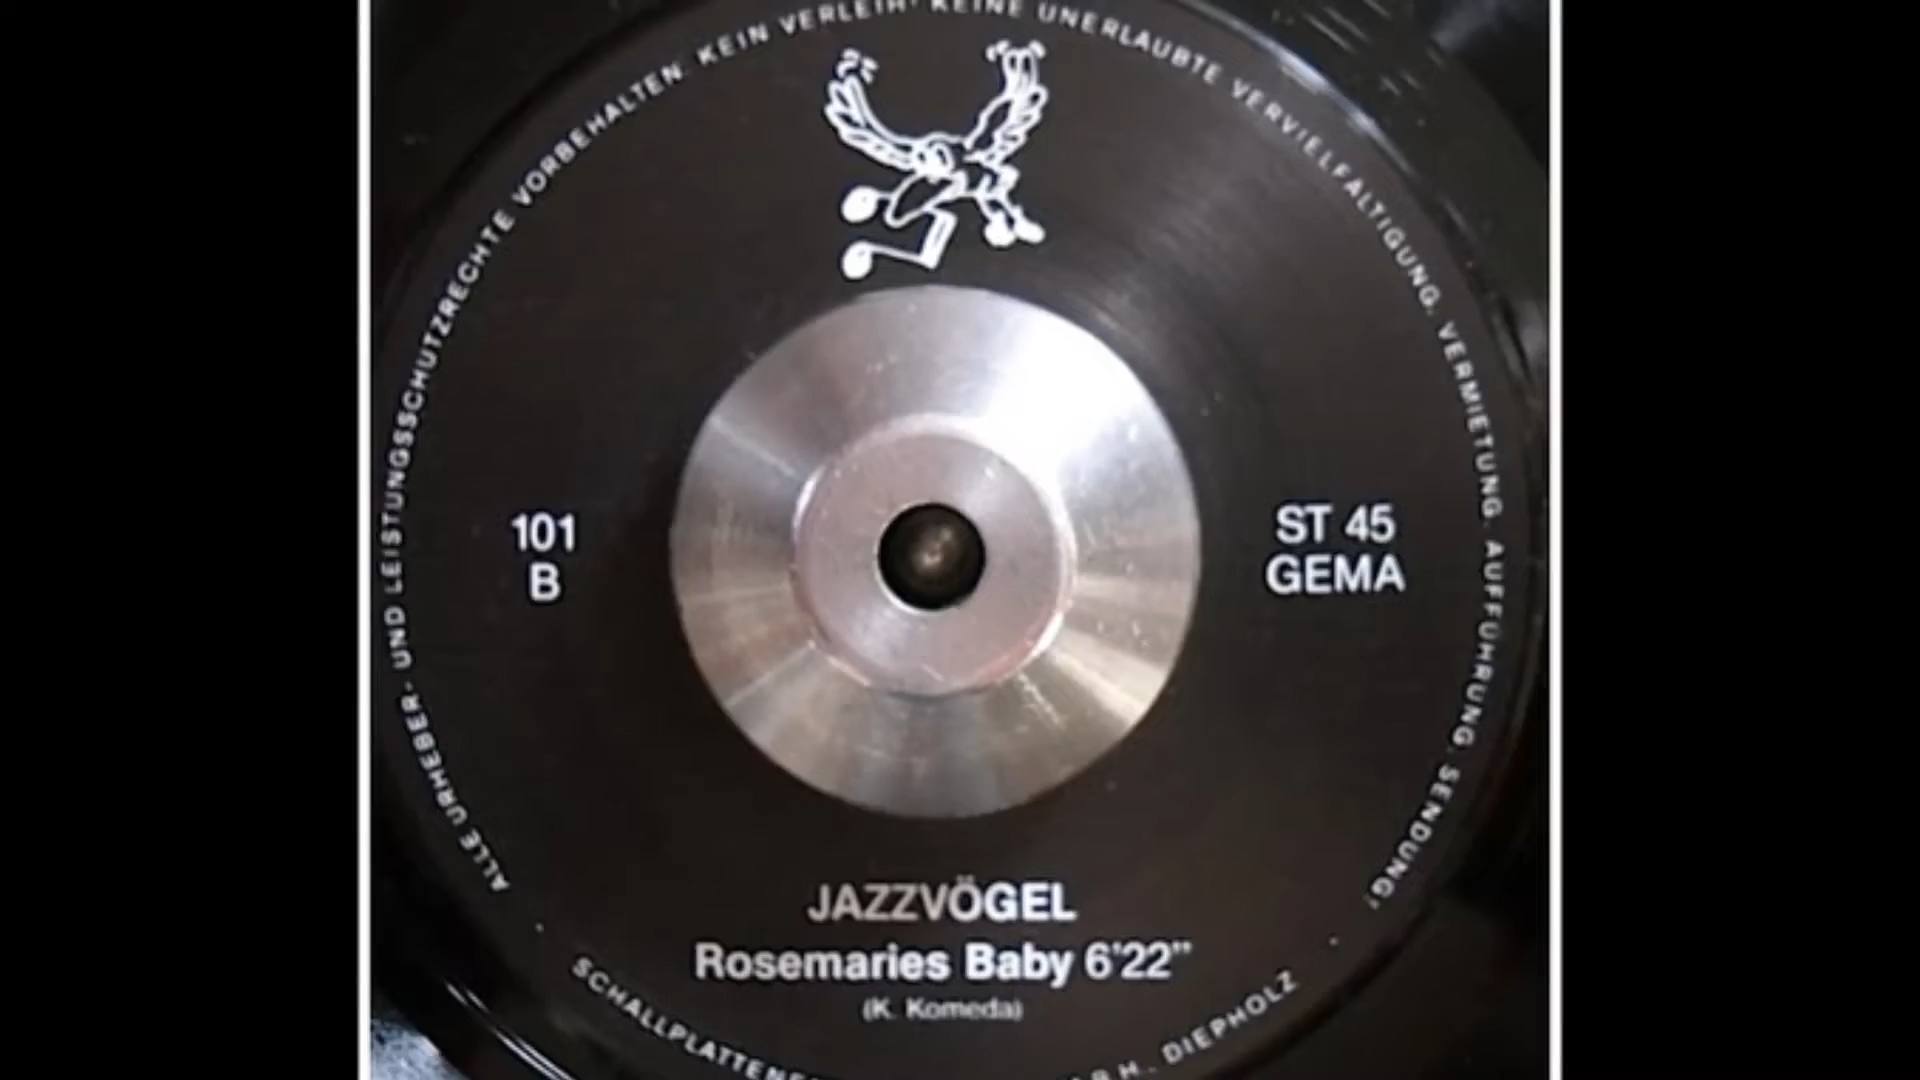 ALLE URHEBER- UND LEISTUNGSSCHUTZRECHTE VORBEHALTEN. KEIN VERLEIH! KEINE UNERLAUBTE VERVIELFÄLTIGUNG, VERMIETUNG, AUFFÜHRUNG, SENDUNG!
101
B
ST 45
GEMA
JAZZVÖGEL
Rosemaries Baby 6'22"
(K. Komeda)
DIEPHOLZ